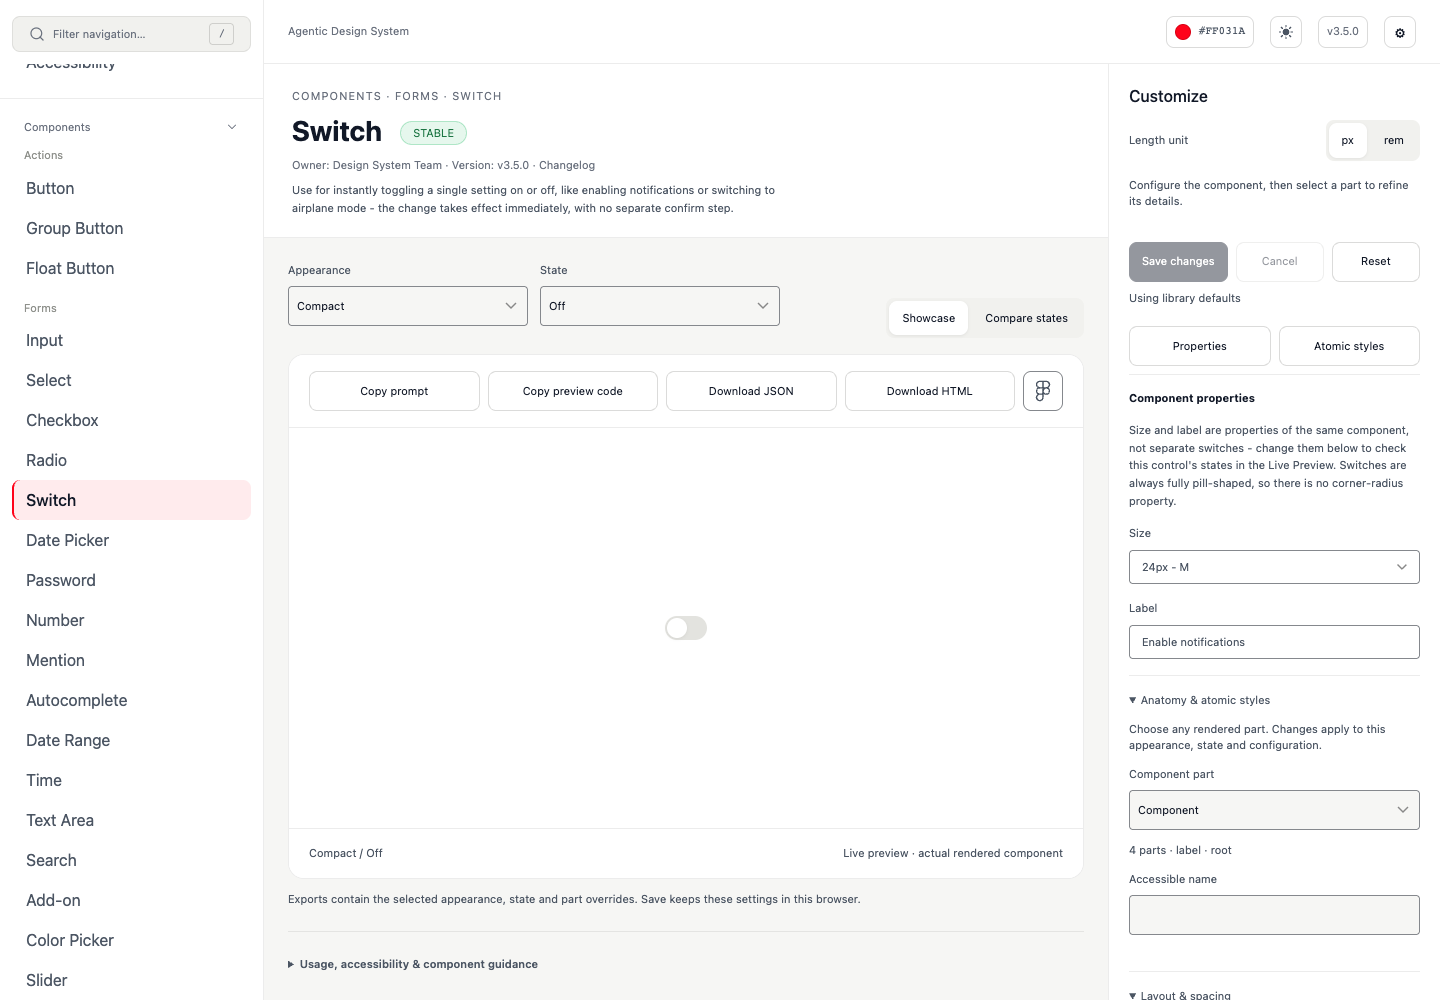 Filter navigation...
/
Accessibility
Components
Actions
Button
Group Button
Float Button
Forms
Input
Select
Checkbox
Radio
Switch
Date Picker
Password
Number
Mention
Autocomplete
Date Range
Time
Text Area
Search
Add-on
Color Picker
Slider
Agentic Design System
#FF031A
v3.5.0
COMPONENTS · FORMS · SWITCH
Switch
STABLE
Owner: Design System Team · Version: v3.5.0 · Changelog
Use for instantly toggling a single setting on or off, like enabling notifications or switching to
airplane mode - the change takes effect immediately, with no separate confirm step.
Appearance
State
Compact
Off
Showcase
Compare states
Copy prompt
Copy preview code
Download JSON
Download HTML
Compact / Off
Live preview · actual rendered component
Exports contain the selected appearance, state and part overrides. Save keeps these settings in this browser.
Usage, accessibility & component guidance
Customize
Length unit
px
rem
Configure the component, then select a part to refine
its details.
Save changes
Cancel
Reset
Using library defaults
Properties
Atomic styles
Component properties
Size and label are properties of the same component,
not separate switches - change them below to check
this control's states in the Live Preview. Switches are
always fully pill-shaped, so there is no corner-radius
property.
Size
24px - M
Label
Enable notifications
Anatomy & atomic styles
Choose any rendered part. Changes apply to this
appearance, state and configuration.
Component part
Component
4 parts · label · root
Accessible name
Layout & spacing